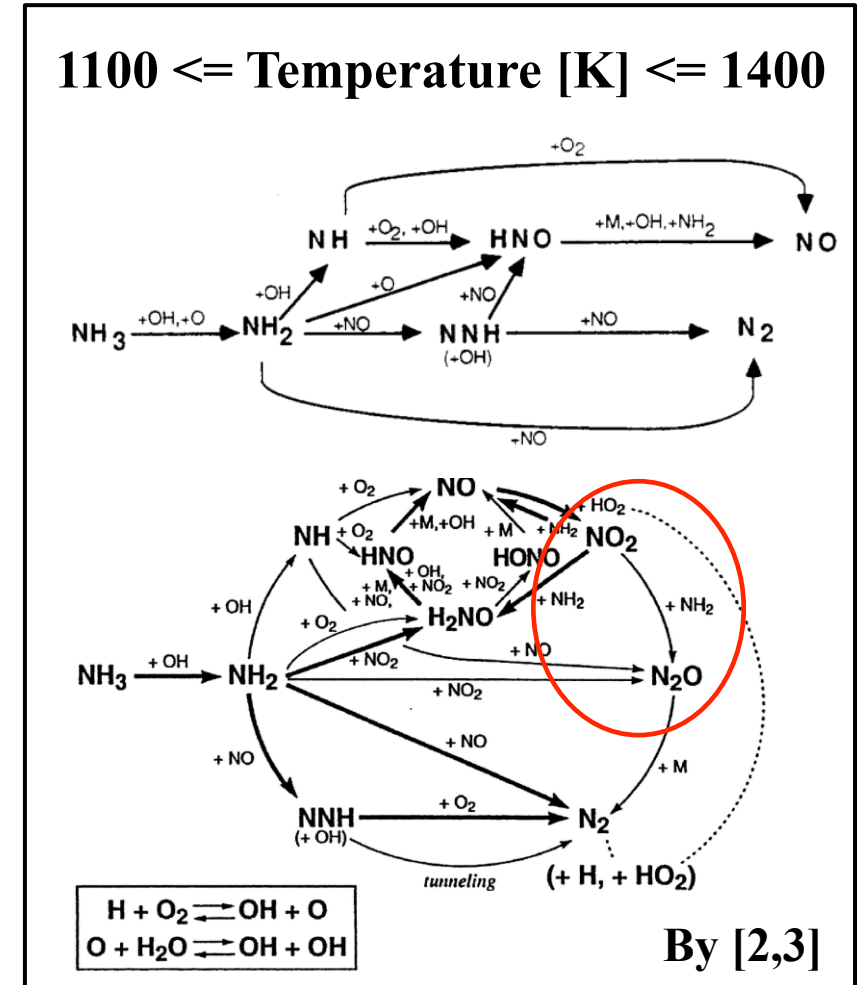 1100 <= Temperature [K] <= 1400
+O2
NH +O2, +OH HNO +M,+OH,+NH2 NO
+OH +O +NO
NH3 +OH,+O NH2 +NO NNH +NO N2
(+OH)
+NO
+ O2 NO + HO2
NH + O2 HNO +M,+OH + M HONO + NH2 NO2
+ OH, + M, + NO2 + NO, + NO2
+ OH + O2 H2NO + NH2 + NH2
NH3 + OH NH2 + NO2 + NO N2O
+ NO2
+ NO + NO + M
NNH + O2 N2
(+ OH)
tunneling (+ H, + HO2)
H + O2 ⇌ OH + O
O + H2O ⇌ OH + OH
By [2,3]